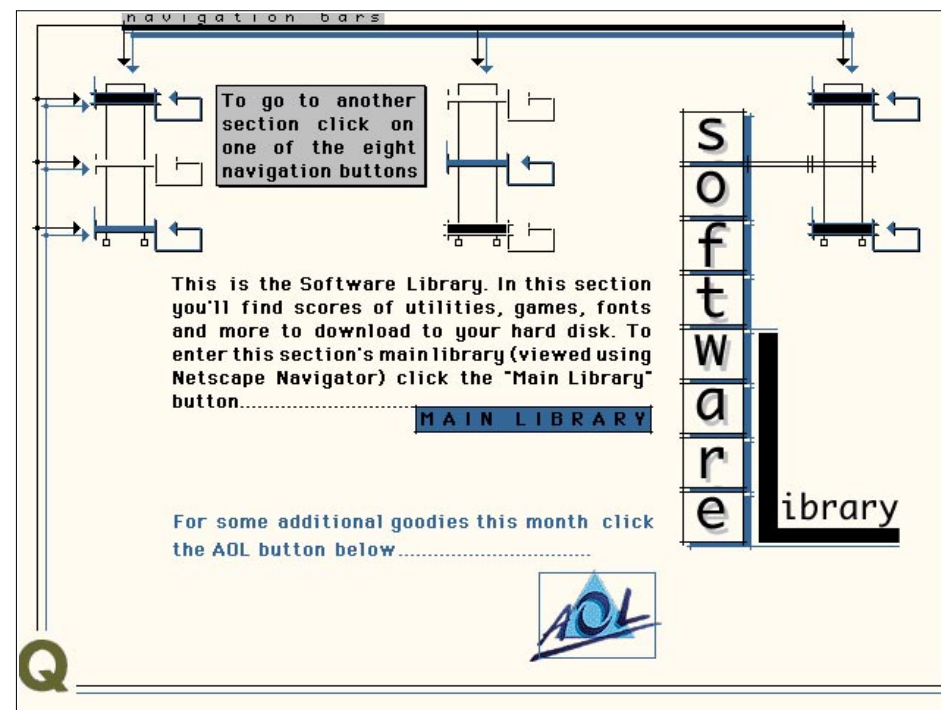 navigation bars
To go to another
section click on
one of the eight
navigation buttons
This is the Software Library. In this section
you'll find scores of utilities, games, fonts
and more to download to your hard disk. To
enter this section's main library (viewed using
Netscape Navigator) click the "Main Library"
button..............................
MAIN LIBRARY
For some additional goodies this month click
the AOL button below..............................
AOL
software
Library
Q